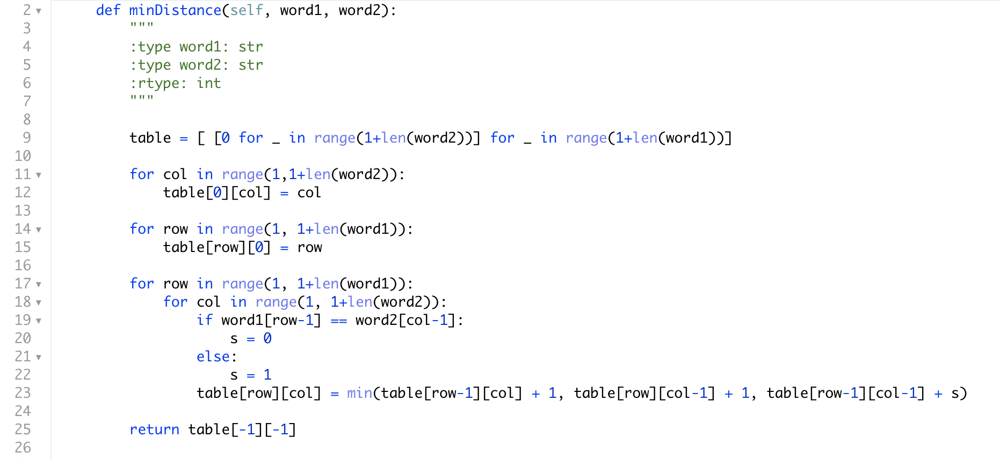 2 ▾ def minDistance(self, word1, word2):
3 """
4 :type word1: str
5 :type word2: str
6 :rtype: int
7 """
8
9 table = [ [0 for _ in range(1+len(word2))] for _ in range(1+len(word1))]
10
11 ▾ for col in range(1,1+len(word2)):
12 table[0][col] = col
13
14 ▾ for row in range(1, 1+len(word1)):
15 table[row][0] = row
16
17 ▾ for row in range(1, 1+len(word1)):
18 ▾ for col in range(1, 1+len(word2)):
19 ▾ if word1[row-1] == word2[col-1]:
20 s = 0
21 ▾ else:
22 s = 1
23 table[row][col] = min(table[row-1][col] + 1, table[row][col-1] + 1, table[row-1][col-1] + s)
24
25 return table[-1][-1]
26